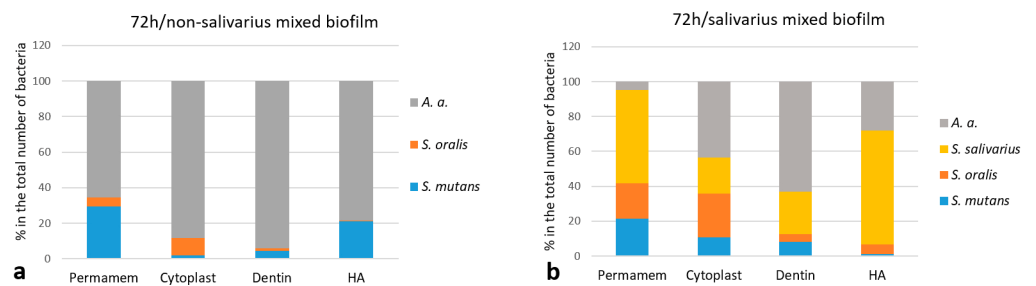 72h/non-salivarius mixed biofilm
% in the total number of bacteria
120
100
80
60
40
20
0
Permamem Cytoplast Dentin HA
A. a.
S. oralis
S. mutans
a
72h/salivarius mixed biofilm
% in the total number of bacteria
120
100
80
60
40
20
0
Permamem Cytoplast Dentin HA
A. a.
S. salivarius
S. oralis
S. mutans
b